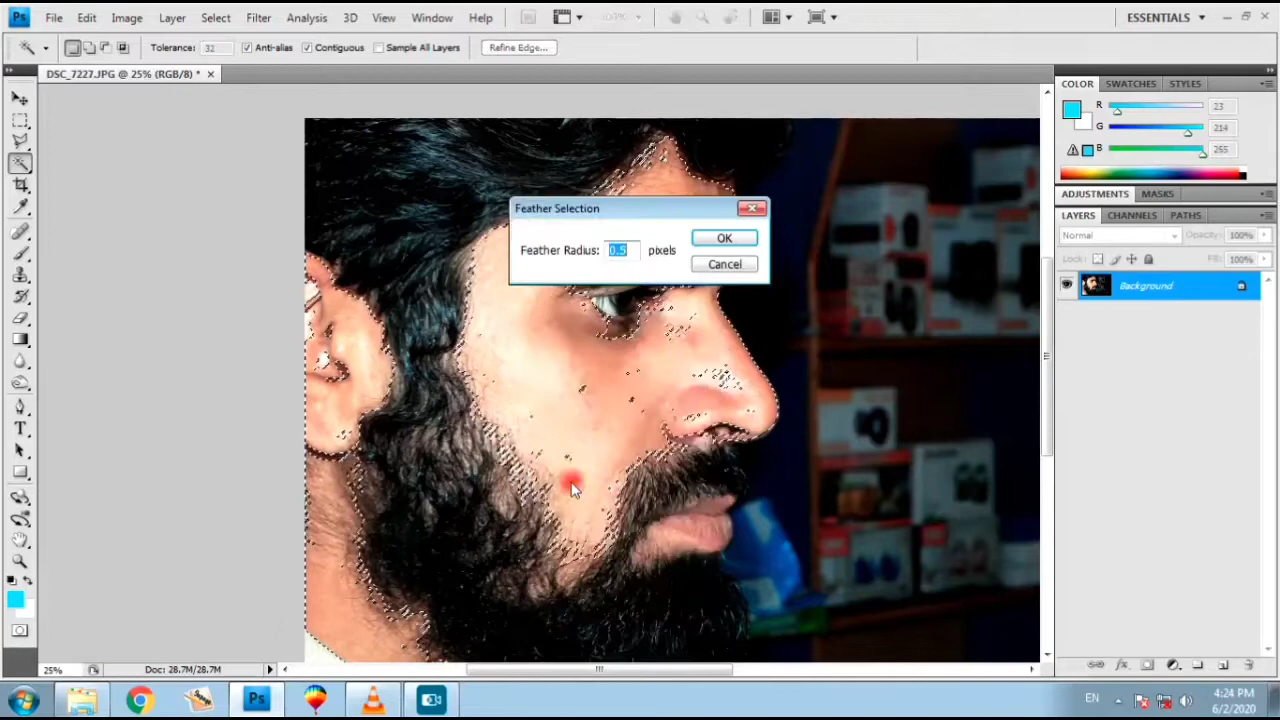 Ps File Edit Image Layer Select Filter Analysis 3D View Window Help ESSENTIALS
Tolerance: 32 Anti-alias Contiguous Sample All Layers Refine Edge...
DSC_7227.JPG @ 25% (RGB/8) *
COLOR SWATCHES STYLES
R 23
G 214
B 255
ADJUSTMENTS MASKS
LAYERS CHANNELS PATHS
Normal Opacity: 100%
Lock: Fill: 100%
Background
Feather Selection
OK
Feather Radius: 0.5 pixels
Cancel
25% Doc: 28.7M/28.7M
Ps EN 4:24 PM
6/2/2020